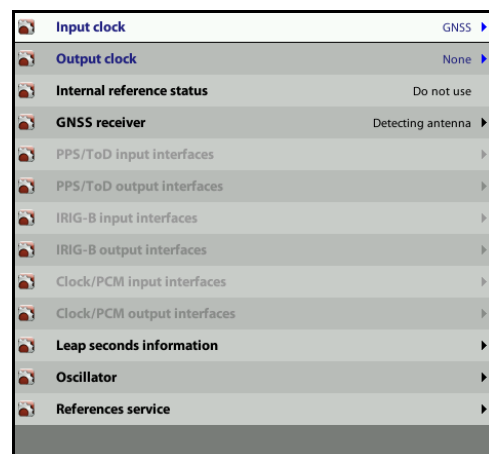 Input clock GNSS
Output clock None
Internal reference status Do not use
GNSS receiver Detecting antenna
PPS/ToD input interfaces
PPS/ToD output interfaces
IRIG-B input interfaces
IRIG-B output interfaces
Clock/PCM input interfaces
Clock/PCM output interfaces
Leap seconds information
Oscillator
References service